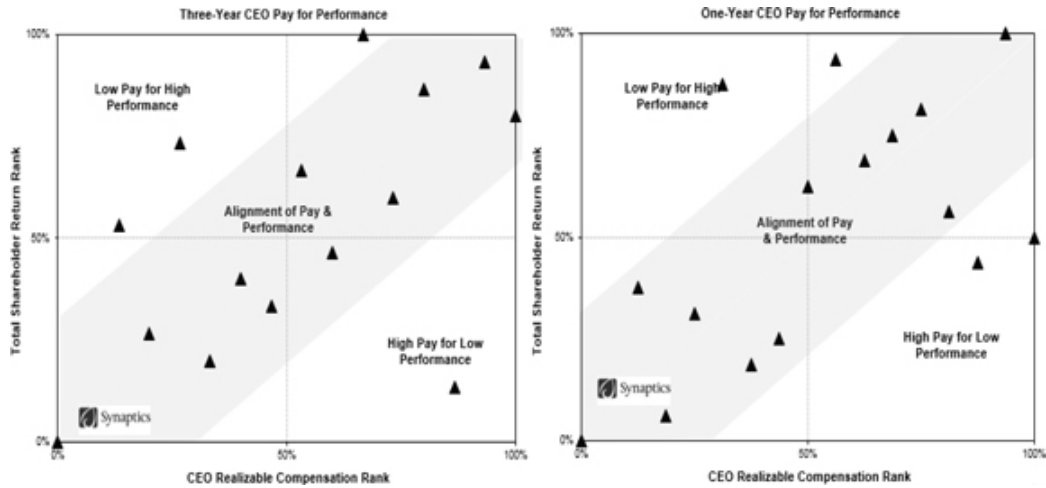 Three-Year CEO Pay for Performance
100%
Low Pay for High
Performance
Total Shareholder Return Rank
Alignment of Pay &
Performance
50%
High Pay for Low
Performance
Synaptics
0%
0%
50%
100%
CEO Realizable Compensation Rank
One-Year CEO Pay for Performance
100%
Low Pay for High
Performance
Total Shareholder Return Rank
Alignment of Pay
& Performance
50%
High Pay for Low
Performance
Synaptics
0%
0%
50%
100%
CEO Realizable Compensation Rank